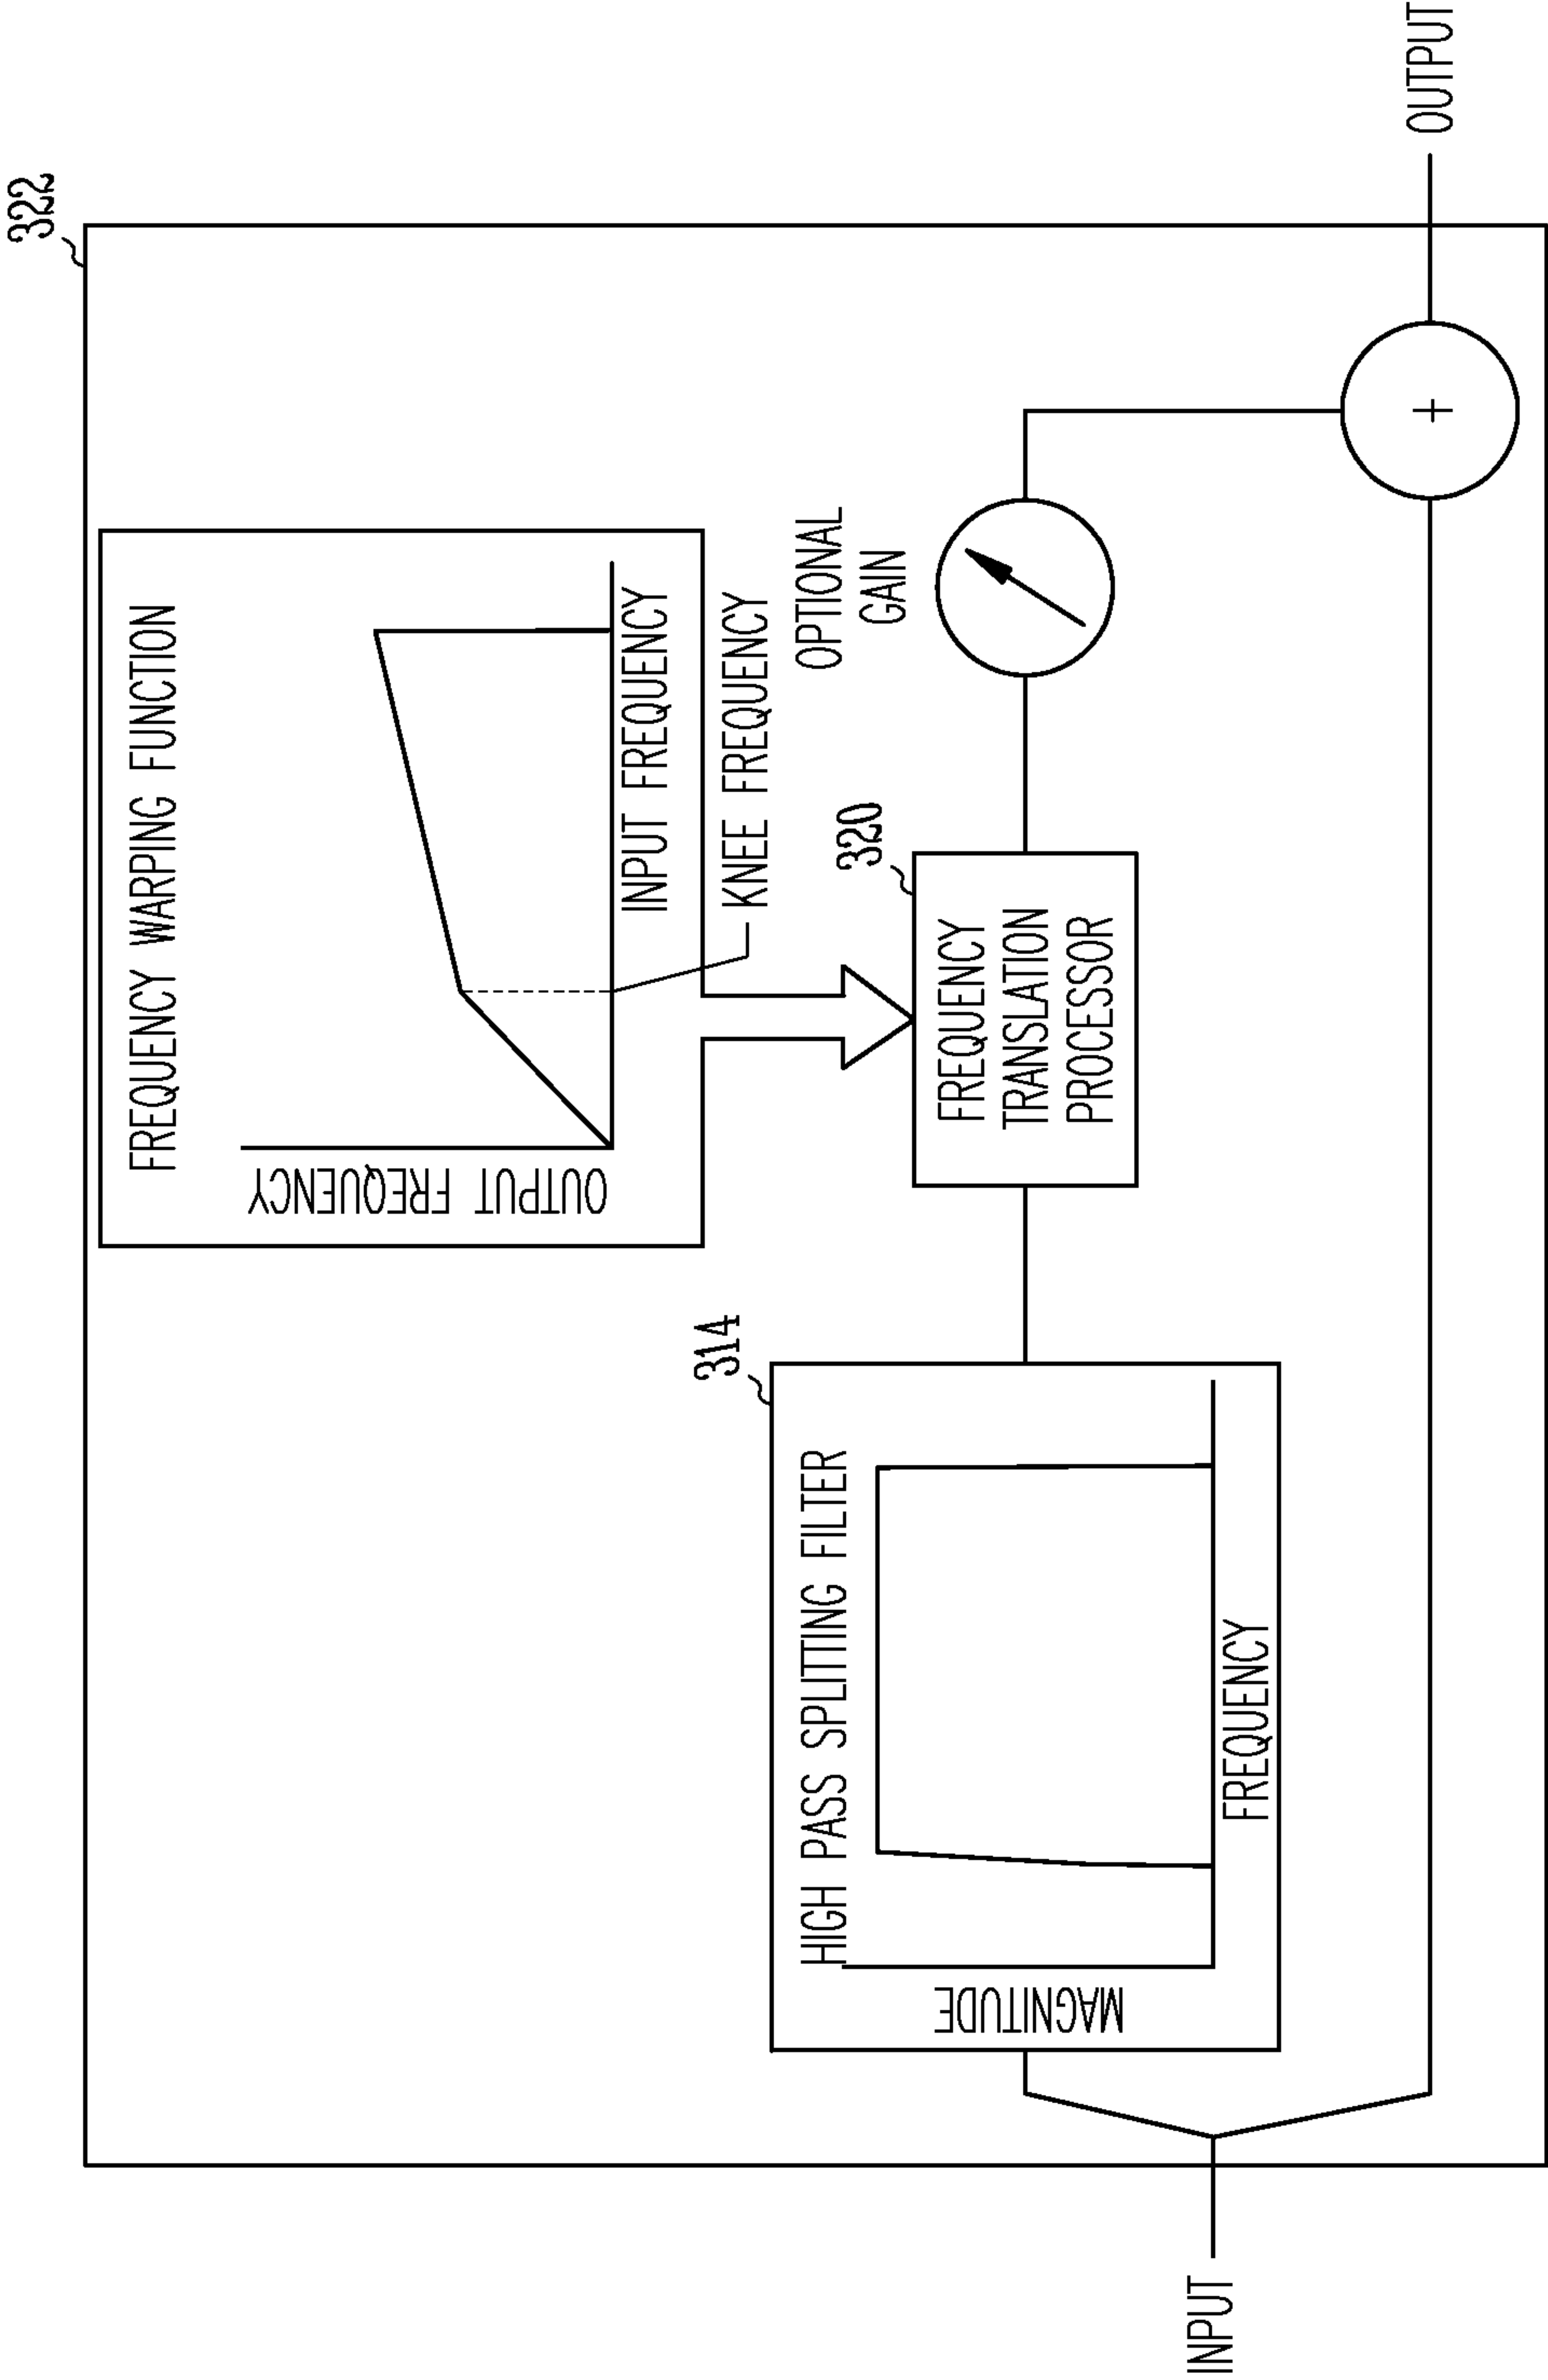 322
FREQUENCY WARPING FUNCTION
OUTPUT FREQUENCY
INPUT FREQUENCY
KNEE FREQUENCY
OPTIONAL
GAIN
314
HIGH PASS SPLITTING FILTER
MAGNITUDE
FREQUENCY
320
FREQUENCY
TRANSLATION
PROCESSOR
INPUT
+
OUTPUT